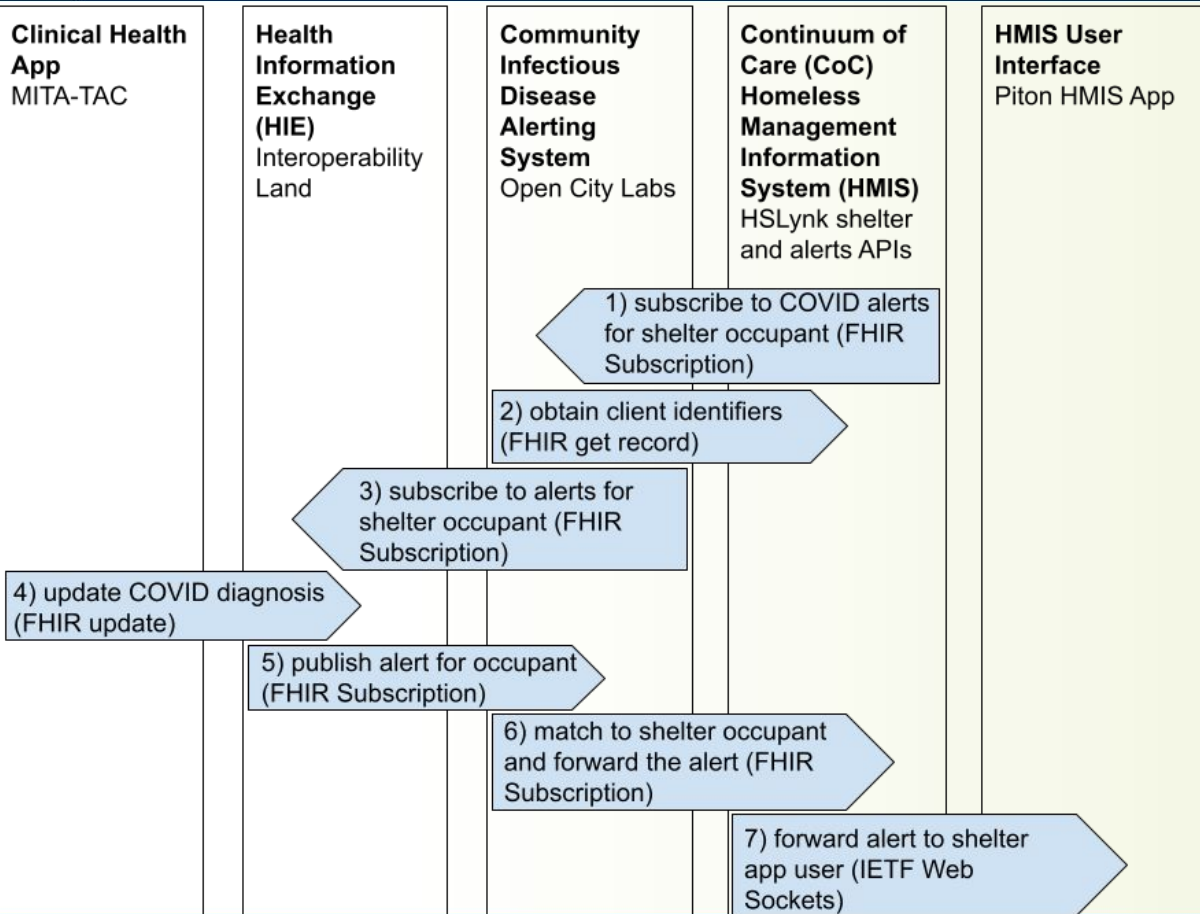 Clinical Health
App
MITA-TAC
Health
Information
Exchange
(HIE)
Interoperability
Land
Community
Infectious
Disease
Alerting
System
Open City Labs
Continuum of
Care (CoC)
Homeless
Management
Information
System (HMIS)
HSLynk shelter
and alerts APIs
HMIS User
Interface
Piton HMIS App
1) subscribe to COVID alerts
for shelter occupant (FHIR
Subscription)
2) obtain client identifiers
(FHIR get record)
3) subscribe to alerts for
shelter occupant (FHIR
Subscription)
4) update COVID diagnosis
(FHIR update)
5) publish alert for occupant
(FHIR Subscription)
6) match to shelter occupant
and forward the alert (FHIR
Subscription)
7) forward alert to shelter
app user (IETF Web
Sockets)